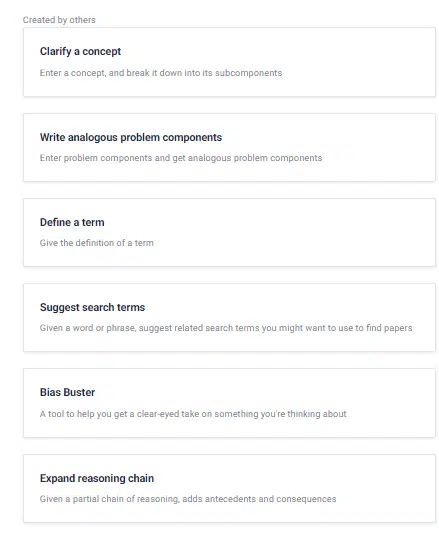 Created by others
Clarify a concept
Enter a concept, and break it down into its subcomponents
Write analogous problem components
Enter problem components and get analogous problem components
Define a term
Give the definition of a term
Suggest search terms
Given a word or phrase, suggest related search terms you might want to use to find papers
Bias Buster
A tool to help you get a clear-eyed take on something you're thinking about
Expand reasoning chain
Given a partial chain of reasoning, adds antecedents and consequences